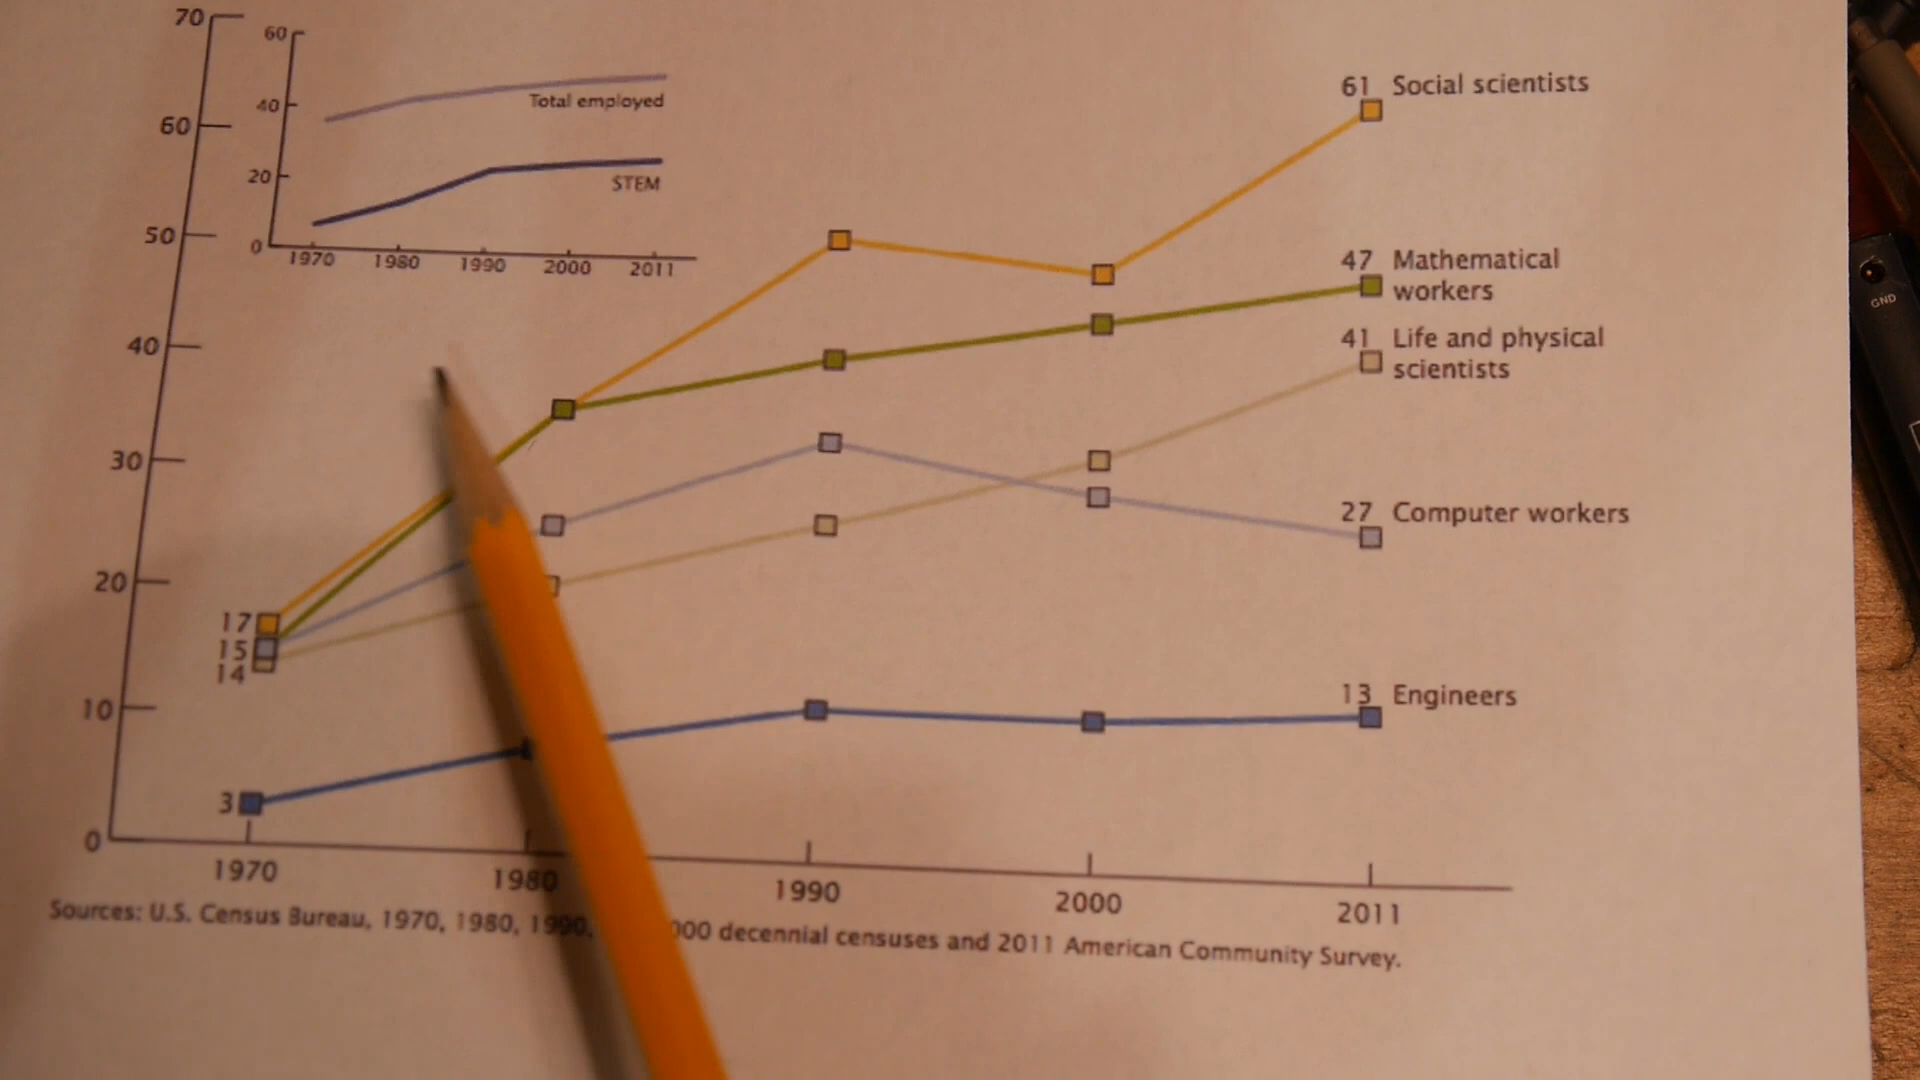 70
60
50
40
30
20
10
0
60
40
20
0
Total employed
STEM
1970 1980 1990 2000 2011
61 Social scientists
47 Mathematical
workers
41 Life and physical
scientists
27 Computer workers
13 Engineers
17
15
14
3
1970 1980 1990 2000 2011
Sources: U.S. Census Bureau, 1970, 1980, 1990, 000 decennial censuses and 2011 American Community Survey.
GND